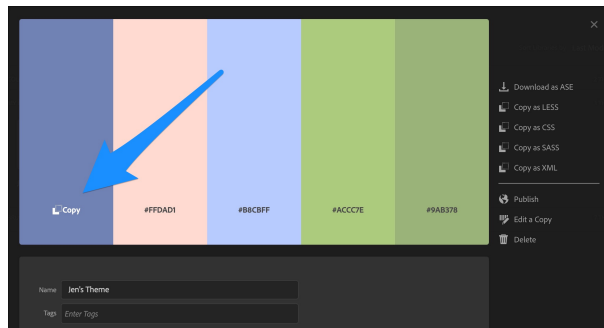 Download as ASE
Copy as LESS
Copy as CSS
Copy as SASS
Copy as XML
Copy #FFDAD1 #B8CBFF #ACCC7E #9AB378
Publish
Edit a Copy
Delete
Name Jen's Theme
Tags Enter Tags